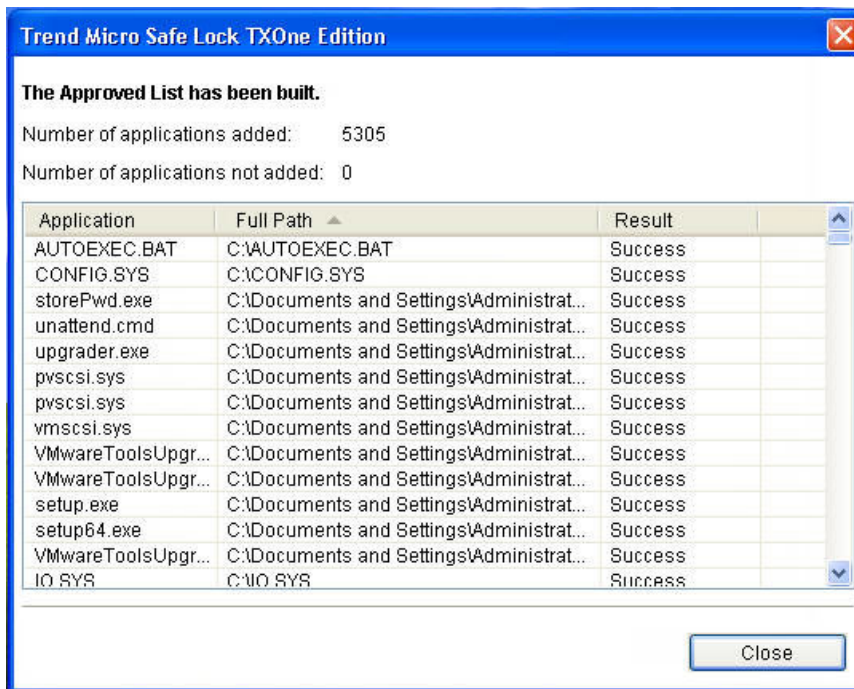 Trend Micro Safe Lock TXOne Edition
The Approved List has been built.
Number of applications added: 5305
Number of applications not added: 0
Application Full Path Result
AUTOEXEC.BAT C:\AUTOEXEC.BAT Success
CONFIG.SYS C:\CONFIG.SYS Success
storePwd.exe C:\Documents and Settings\Administrat... Success
unattend.cmd C:\Documents and Settings\Administrat... Success
upgrader.exe C:\Documents and Settings\Administrat... Success
pvscsi.sys C:\Documents and Settings\Administrat... Success
pvscsi.sys C:\Documents and Settings\Administrat... Success
vmscsi.sys C:\Documents and Settings\Administrat... Success
VMwareToolsUpgr... C:\Documents and Settings\Administrat... Success
VMwareToolsUpgr... C:\Documents and Settings\Administrat... Success
setup.exe C:\Documents and Settings\Administrat... Success
setup64.exe C:\Documents and Settings\Administrat... Success
VMwareToolsUpgr... C:\Documents and Settings\Administrat... Success
IO.SYS C:\IO.SYS Success
Close